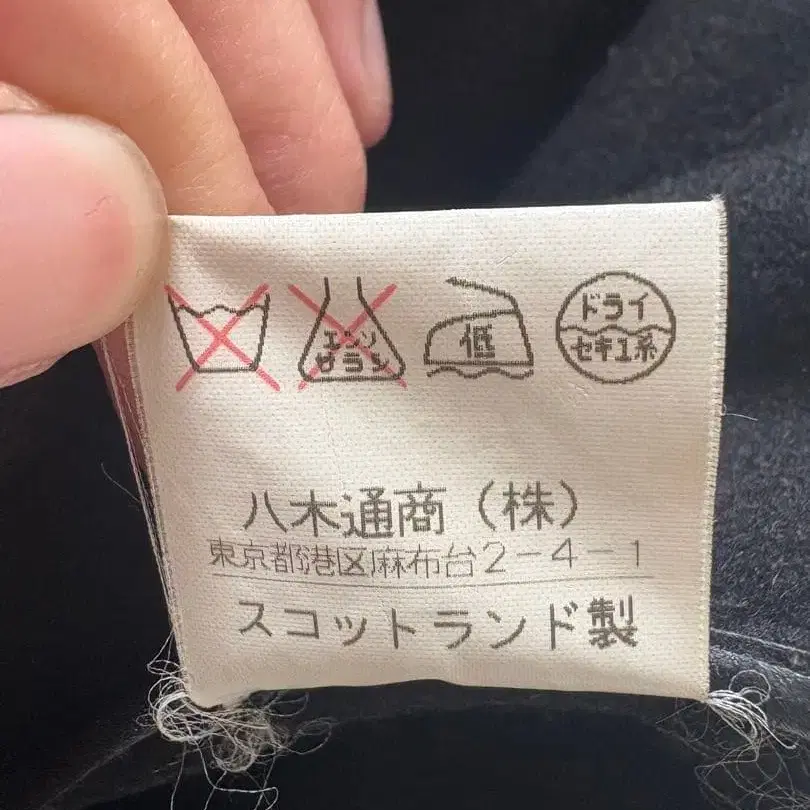 エンソ サラシ
低
ドライ
セキユ系
八木通商（株）
東京都港区麻布台2-4-1
スコットランド製